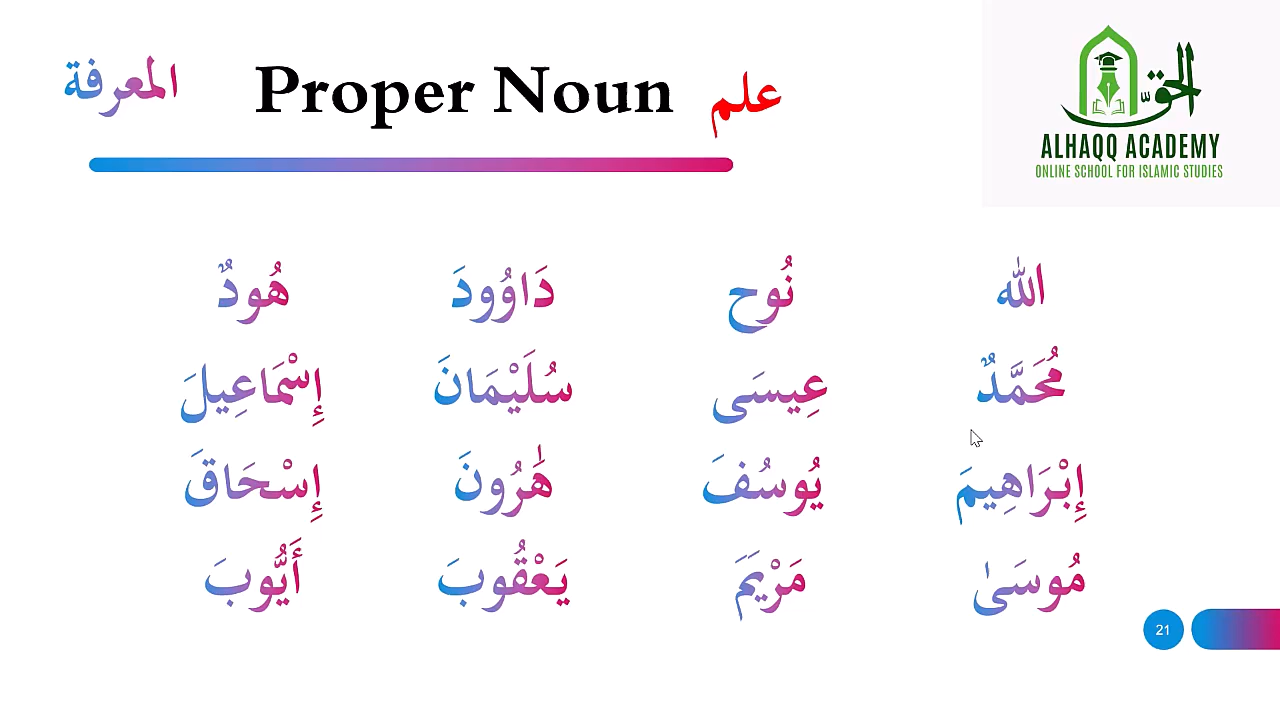 المعرفة Proper Noun علم
الحق
ALHAQQ ACADEMY
ONLINE SCHOOL FOR ISLAMIC STUDIES
الله نُوح دَاوُودَ هُودٌ
مُحَمَّدٌ عِيسَى سُلَيْمَانَ إِسْمَاعِيلَ
إِبْرَاهِيمَ يُوسُفَ هَٰرُونَ إِسْحَاقَ
مُوسَىٰ مَرْيَمَ يَعْقُوبَ أَيُّوبَ
21